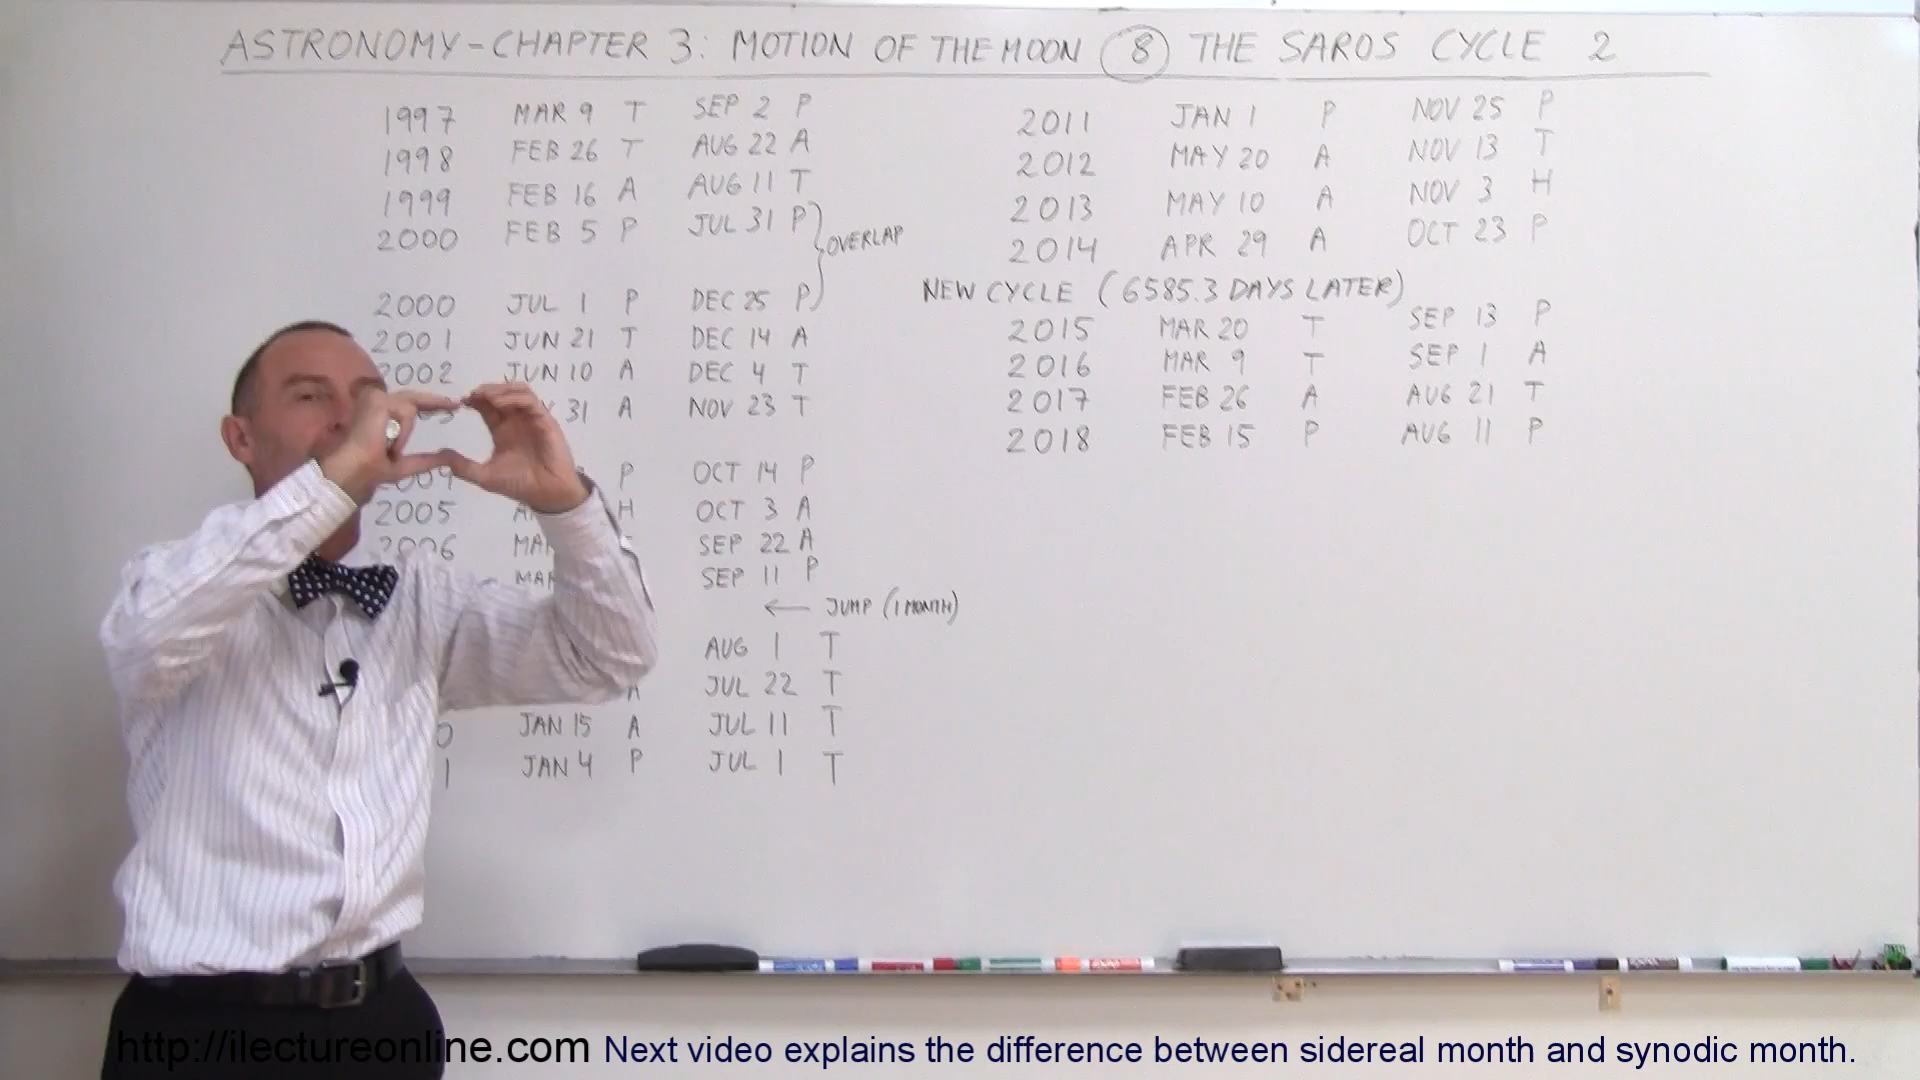 ASTRONOMY - CHAPTER 3: MOTION OF THE MOON 8 THE SAROS CYCLE 2
1997 MAR 9 T SEP 2 P
1998 FEB 26 T AUG 22 A
1999 FEB 16 A AUG 11 T
2000 FEB 5 P JUL 31 P
OVERLAP
2000 JUL 1 P DEC 25 P
2001 JUN 21 T DEC 14 A
2002 JUN 10 A DEC 4 T
31 A NOV 23 T
P OCT 14 P
2005 H OCT 3 A
2006 MAR SEP 22 A
MAR SEP 11 P
← JUMP (1 MONTH)
AUG 1 T
A JUL 22 T
JAN 15 A JUL 11 T
JAN 4 P JUL 1 T
2011 JAN 1 P NOV 25 P
2012 MAY 20 A NOV 13 T
2013 MAY 10 A NOV 3 H
2014 APR 29 A OCT 23 P
NEW CYCLE (6585.3 DAYS LATER)
2015 MAR 20 T SEP 13 P
2016 MAR 9 T SEP 1 A
2017 FEB 26 A AUG 21 T
2018 FEB 15 P AUG 11 P
http://ilectureonline.com Next video explains the difference between sidereal month and synodic month.